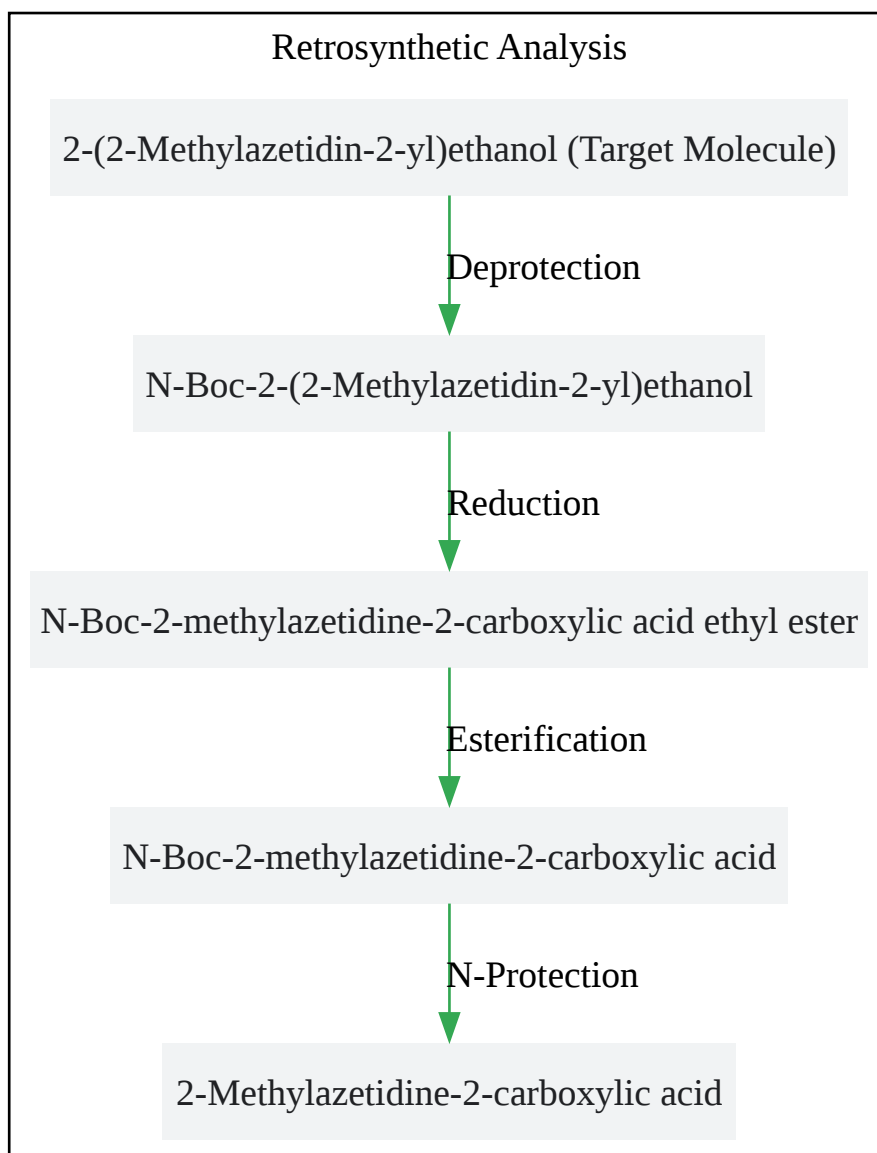 Retrosynthetic Analysis
2-(2-Methylazetidin-2-yl)ethanol (Target Molecule)
Deprotection
N-Boc-2-(2-Methylazetidin-2-yl)ethanol
Reduction
N-Boc-2-methylazetidine-2-carboxylic acid ethyl ester
Esterification
N-Boc-2-methylazetidine-2-carboxylic acid
N-Protection
2-Methylazetidine-2-carboxylic acid